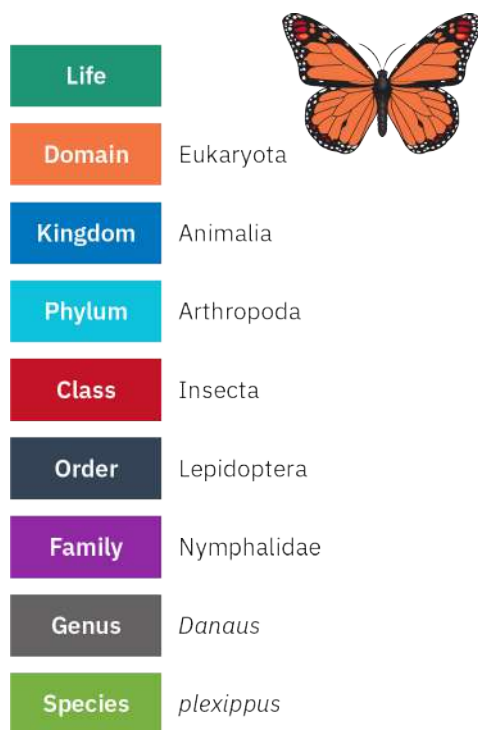 Life
Domain Eukaryota
Kingdom Animalia
Phylum Arthropoda
Class Insecta
Order Lepidoptera
Family Nymphalidae
Genus Danaus
Species plexippus